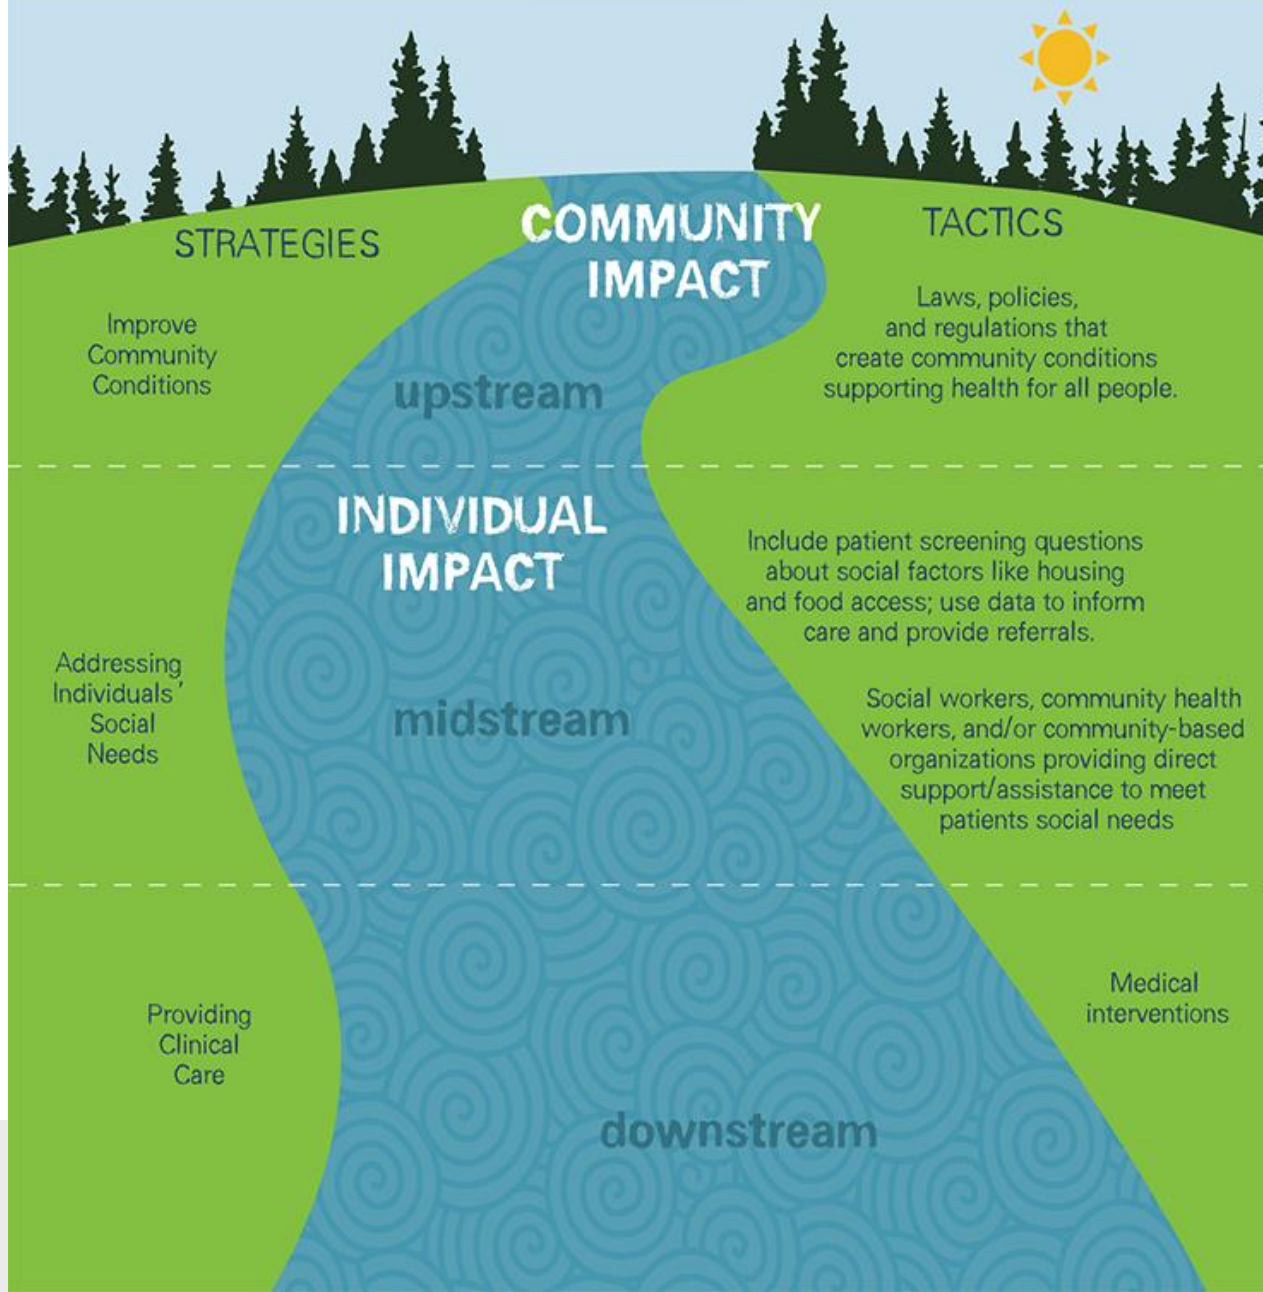 STRATEGIES
COMMUNITY
IMPACT
TACTICS
Improve
Community
Conditions
upstream
Laws, policies,
and regulations that
create community conditions
supporting health for all people.
INDIVIDUAL
IMPACT
Addressing
Individuals'
Social
Needs
midstream
Include patient screening questions
about social factors like housing
and food access; use data to inform
care and provide referrals.
Social workers, community health
workers, and/or community-based
organizations providing direct
support/assistance to meet
patients social needs
Providing
Clinical
Care
downstream
Medical
interventions